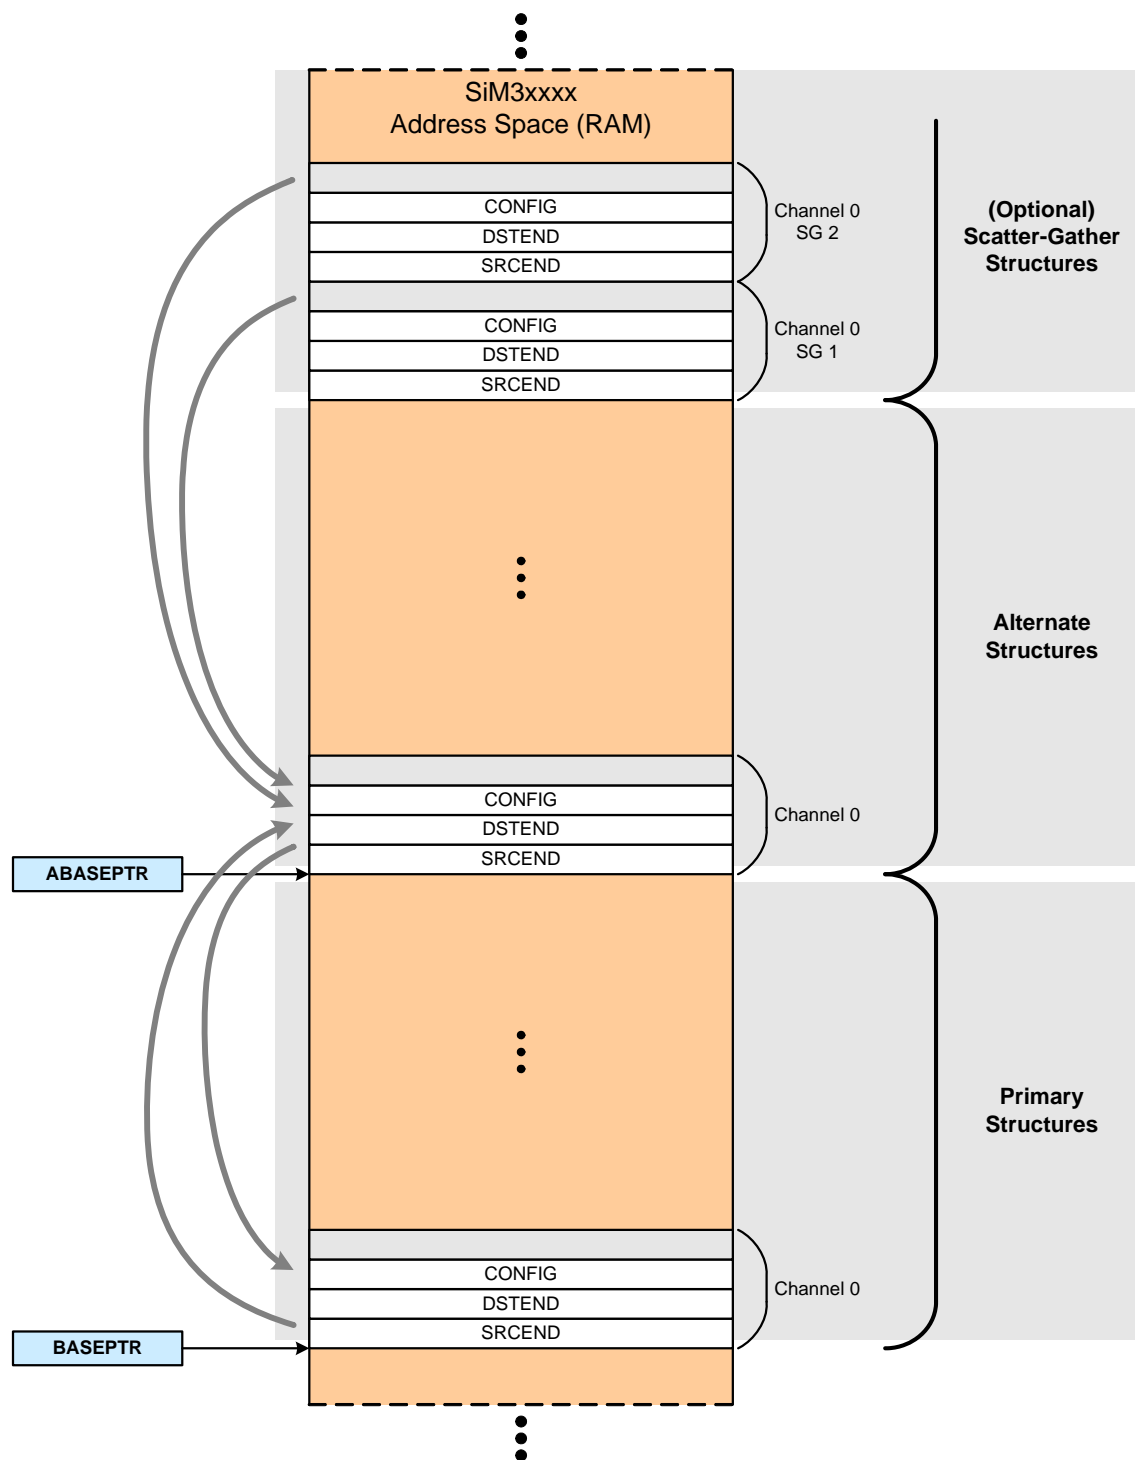 SiM3xxxx
Address Space (RAM)
CONFIG
DSTEND
SRCEND
Channel 0
SG 2
(Optional)
Scatter-Gather
Structures
CONFIG
DSTEND
SRCEND
Channel 0
SG 1
Alternate
Structures
CONFIG
DSTEND
SRCEND
Channel 0
ABASEPTR
Primary
Structures
CONFIG
DSTEND
SRCEND
Channel 0
BASEPTR